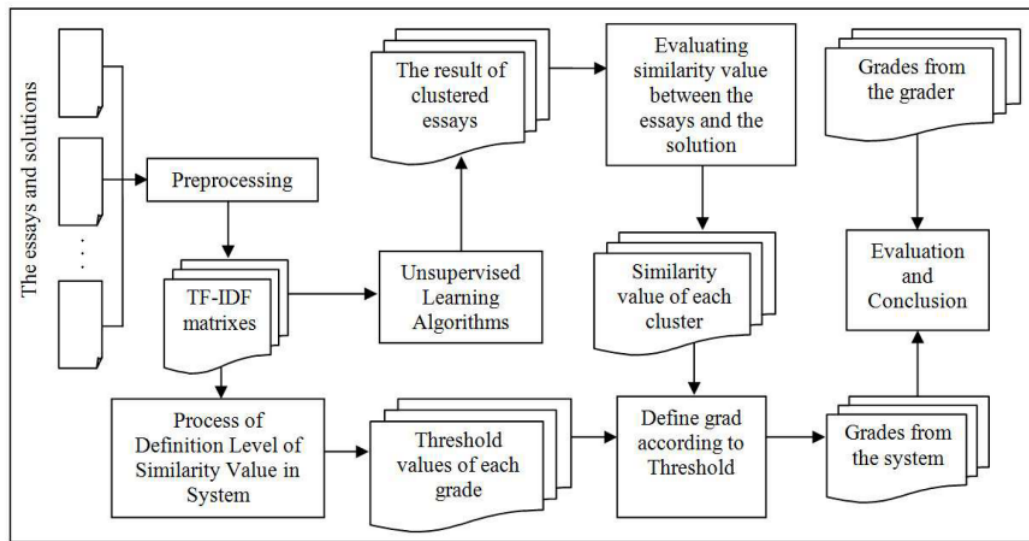 The essays and solutions
Preprocessing
TF-IDF
matrixes
Process of
Definition Level of
Similarity Value in
System
The result of
clustered
essays
Unsupervised
Learning
Algorithms
Threshold
values of each
grade
Evaluating
similarity value
between the
essays and the
solution
Similarity
value of each
cluster
Define grad
according to
Threshold
Grades from
the grader
Evaluation
and
Conclusion
Grades from
the system